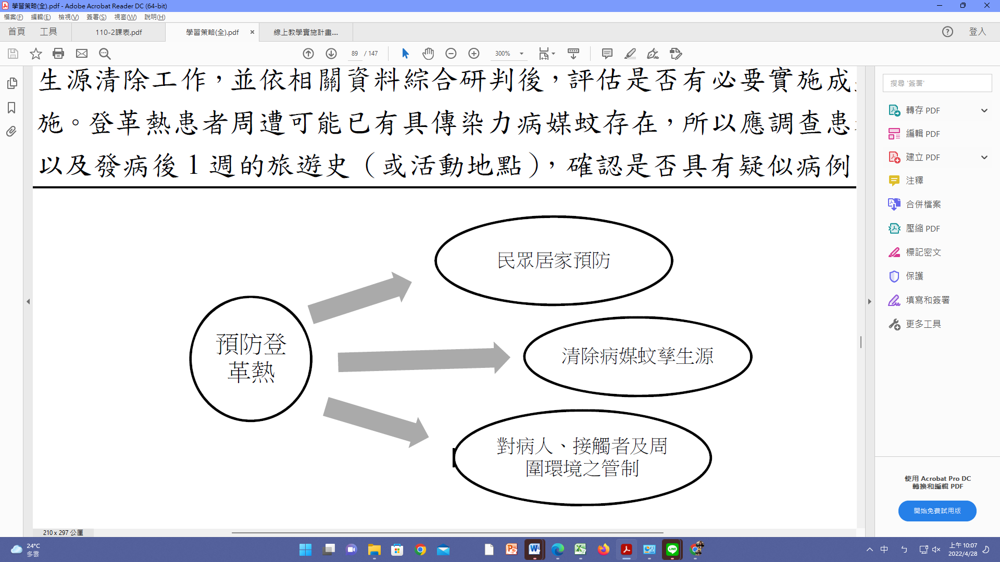 學習策略(全).pdf - Adobe Acrobat Reader DC (64-bit)
檔案(F) 編輯(E) 檢視(V) 簽署(S) 視窗(W) 說明(H)
首頁 工具 110-2課表.pdf 學習策略(全).pdf × 線上教學實施計畫.... 登入
89 / 147 300%
生源清除工作，並依相關資料綜合研判後，評估是否有必要實施成
施。登革熱患者周遭可能已有具傳染力病媒蚊存在，所以應調查患
以及發病後1週的旅遊史（或活動地點），確認是否具有疑似病例
民眾居家預防
預防登
革熱
清除病媒蚊孳生源
對病人、接觸者及周
圍環境之管制
210 x 297 公厘
搜尋 '簽署'
轉存 PDF
編輯 PDF
建立 PDF
注釋
合併檔案
壓縮 PDF
標記密文
保護
填寫和簽署
更多工具
使用 Acrobat Pro DC
轉換和編輯 PDF
開始免費試用版
24°C
多雲
中 ㄅ
上午 10:07
2022/4/28